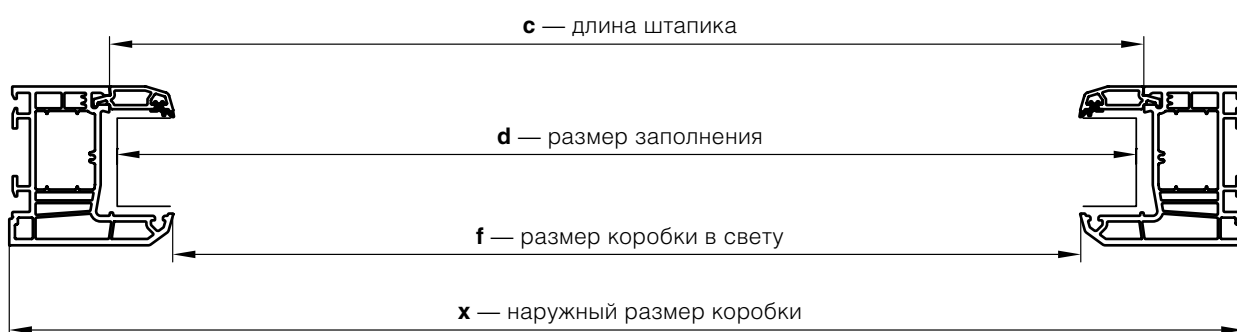 c — длина штапика
d — размер заполнения
f — размер коробки в свету
x — наружный размер коробки